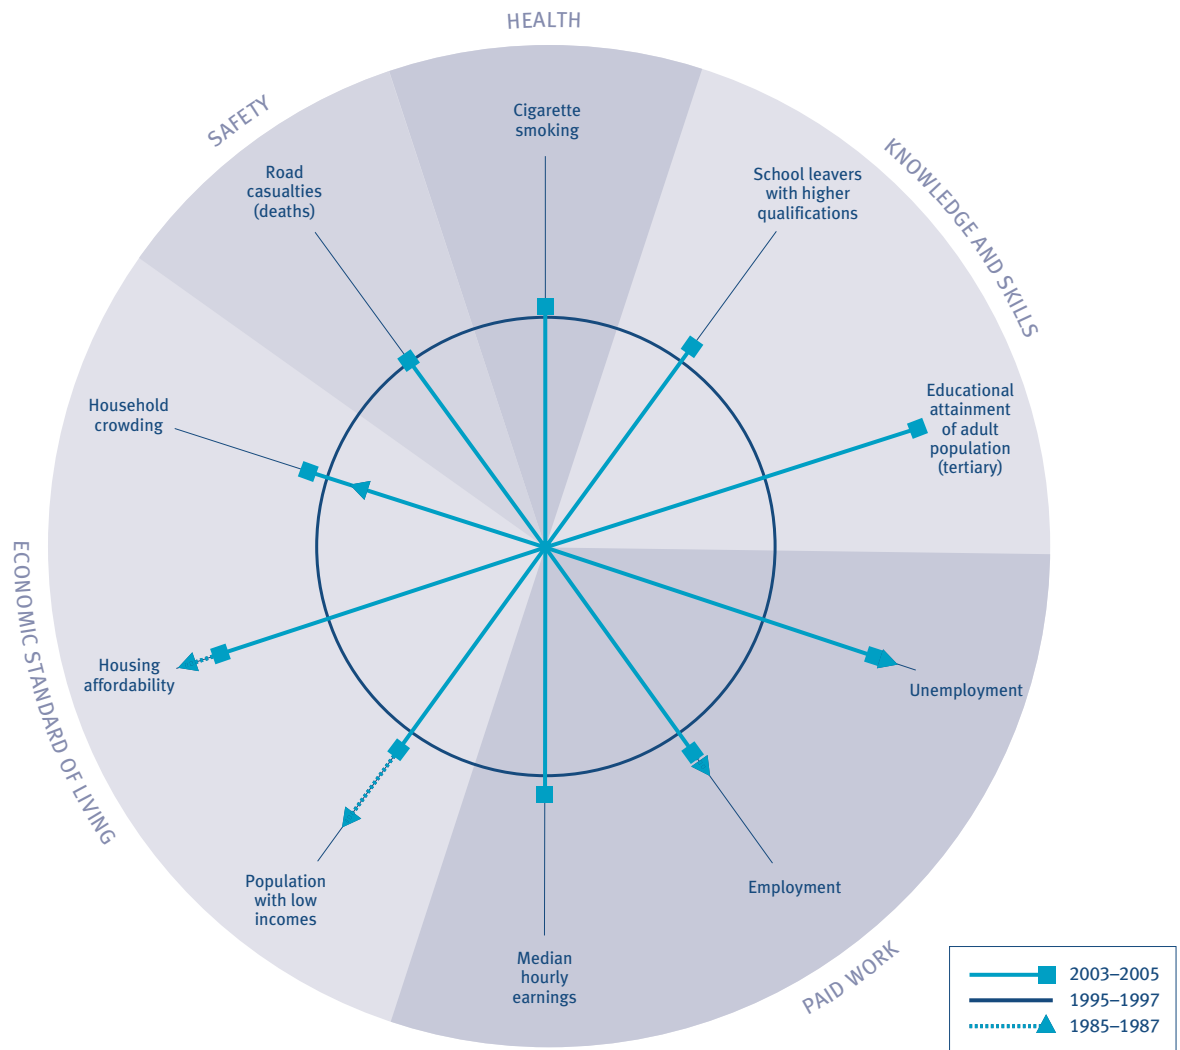 HEALTH
SAFETY
KNOWLEDGE AND SKILLS
ECONOMIC STANDARD OF LIVING
PAID WORK
Cigarette
smoking
School leavers
with higher
qualifications
Educational
attainment
of adult
population
(tertiary)
Unemployment
Employment
Median
hourly
earnings
Population
with low
incomes
Housing
affordability
Household
crowding
Road
casualties
(deaths)
2003–2005
1995–1997
1985–1987